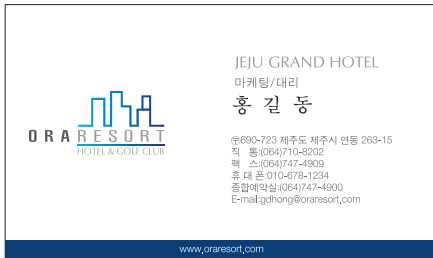 ORARESORT
HOTEL & GOLF CLUB
JEJU GRAND HOTEL
마케팅/대리
홍 길 동
㉾690-723 제주도 제주시 연동 263-15
직 통:(064)710-8202
팩 스:(064)747-4909
휴 대 폰:010-678-1234
종합예약실:(064)747-4900
E-mail:gdhong@oraresort.com
www.oraresort.com